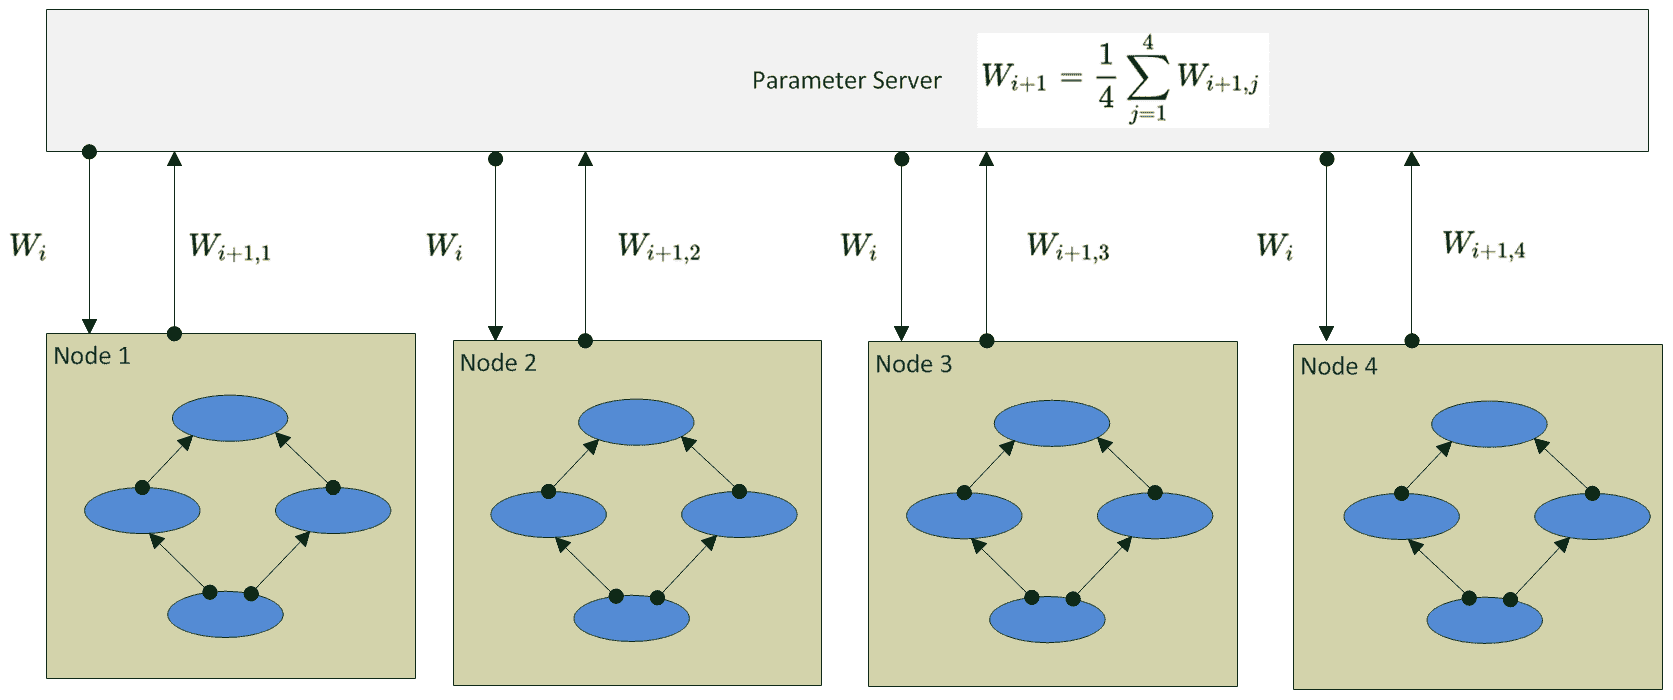 Parameter Server
W_{i+1} = \frac{1}{4} \sum_{j=1}^{4} W_{i+1,j}
W_i
W_{i+1,1}
W_i
W_{i+1,2}
W_i
W_{i+1,3}
W_i
W_{i+1,4}
Node 1
Node 2
Node 3
Node 4